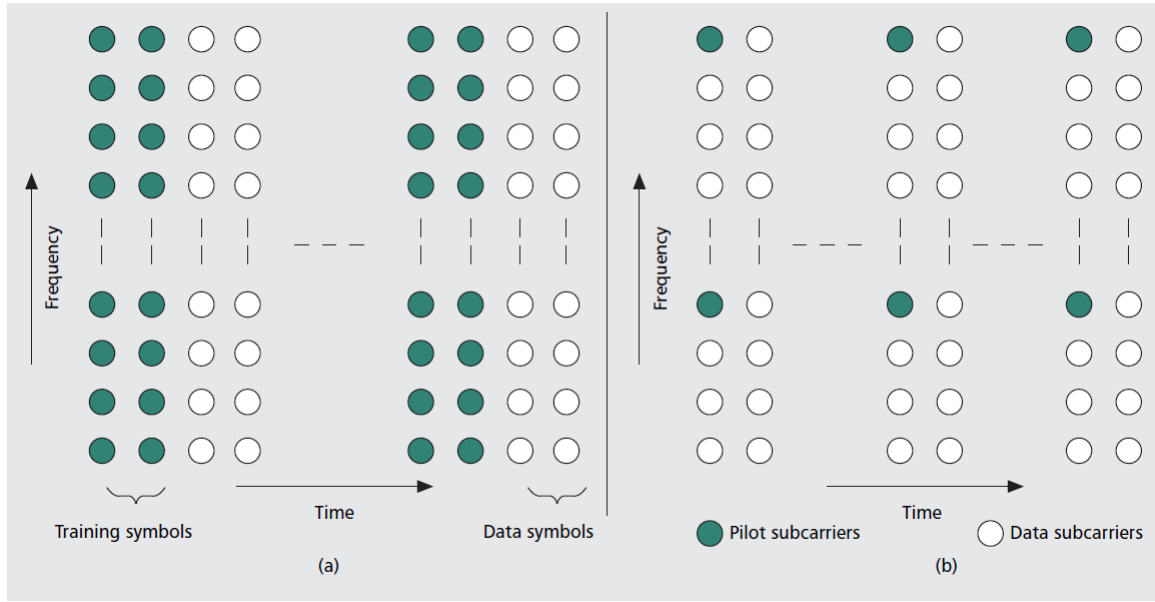 Frequency
Training symbols
Time
Data symbols
(a)
Frequency
Time
Pilot subcarriers
Data subcarriers
(b)